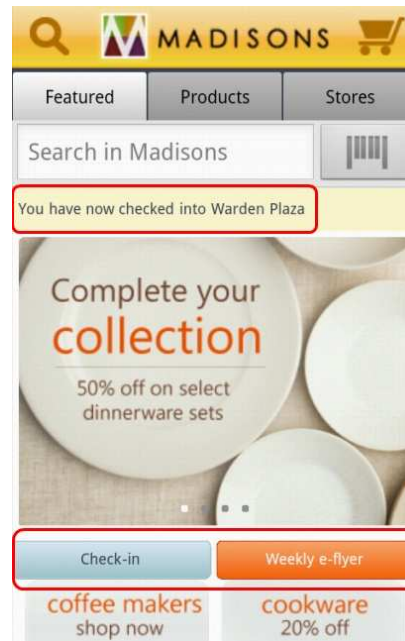 MADISONS
Featured Products Stores
Search in Madisons
You have now checked into Warden Plaza
Complete your
collection
50% off on select
dinnerware sets
Check-in Weekly e-flyer
coffee makers cookware
shop now 20% off